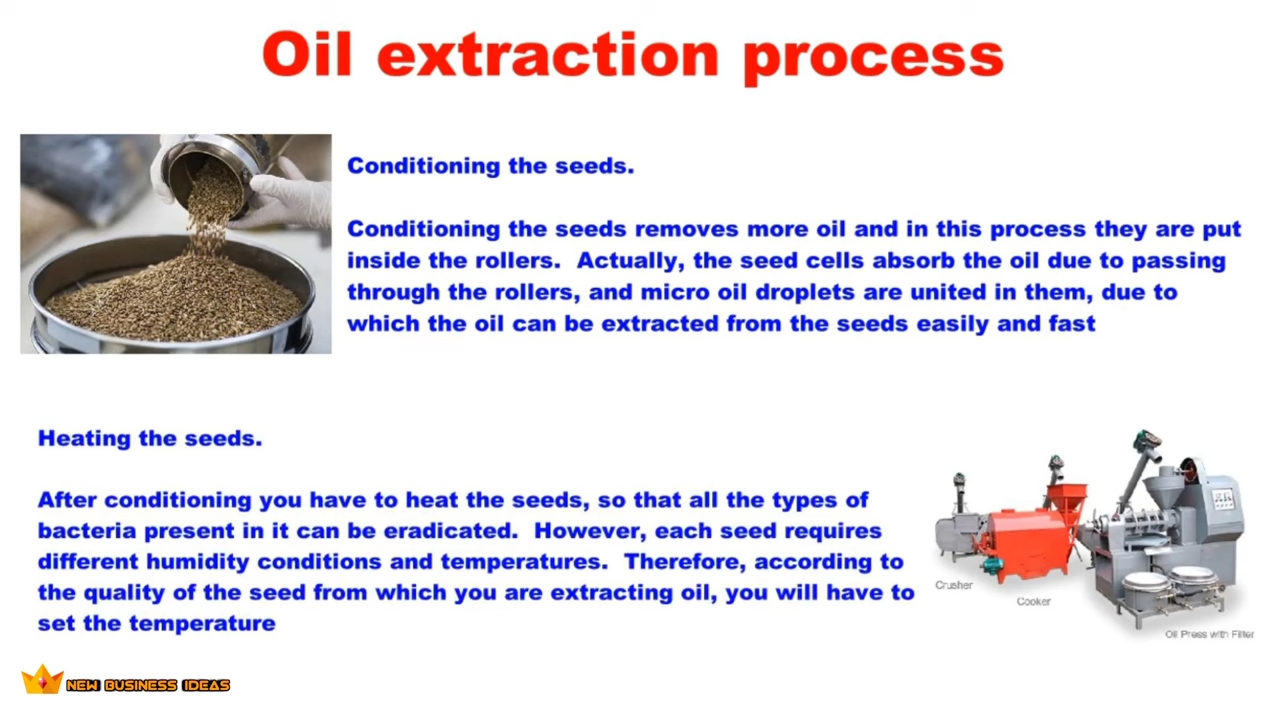 Oil extraction process
Conditioning the seeds.
Conditioning the seeds removes more oil and in this process they are put
inside the rollers. Actually, the seed cells absorb the oil due to passing
through the rollers, and micro oil droplets are united in them, due to
which the oil can be extracted from the seeds easily and fast
Heating the seeds.
After conditioning you have to heat the seeds, so that all the types of
bacteria present in it can be eradicated. However, each seed requires
different humidity conditions and temperatures. Therefore, according to
the quality of the seed from which you are extracting oil, you will have to
set the temperature
Crusher
Cooker
Oil Press with Filter
NEW BUSINESS IDEAS